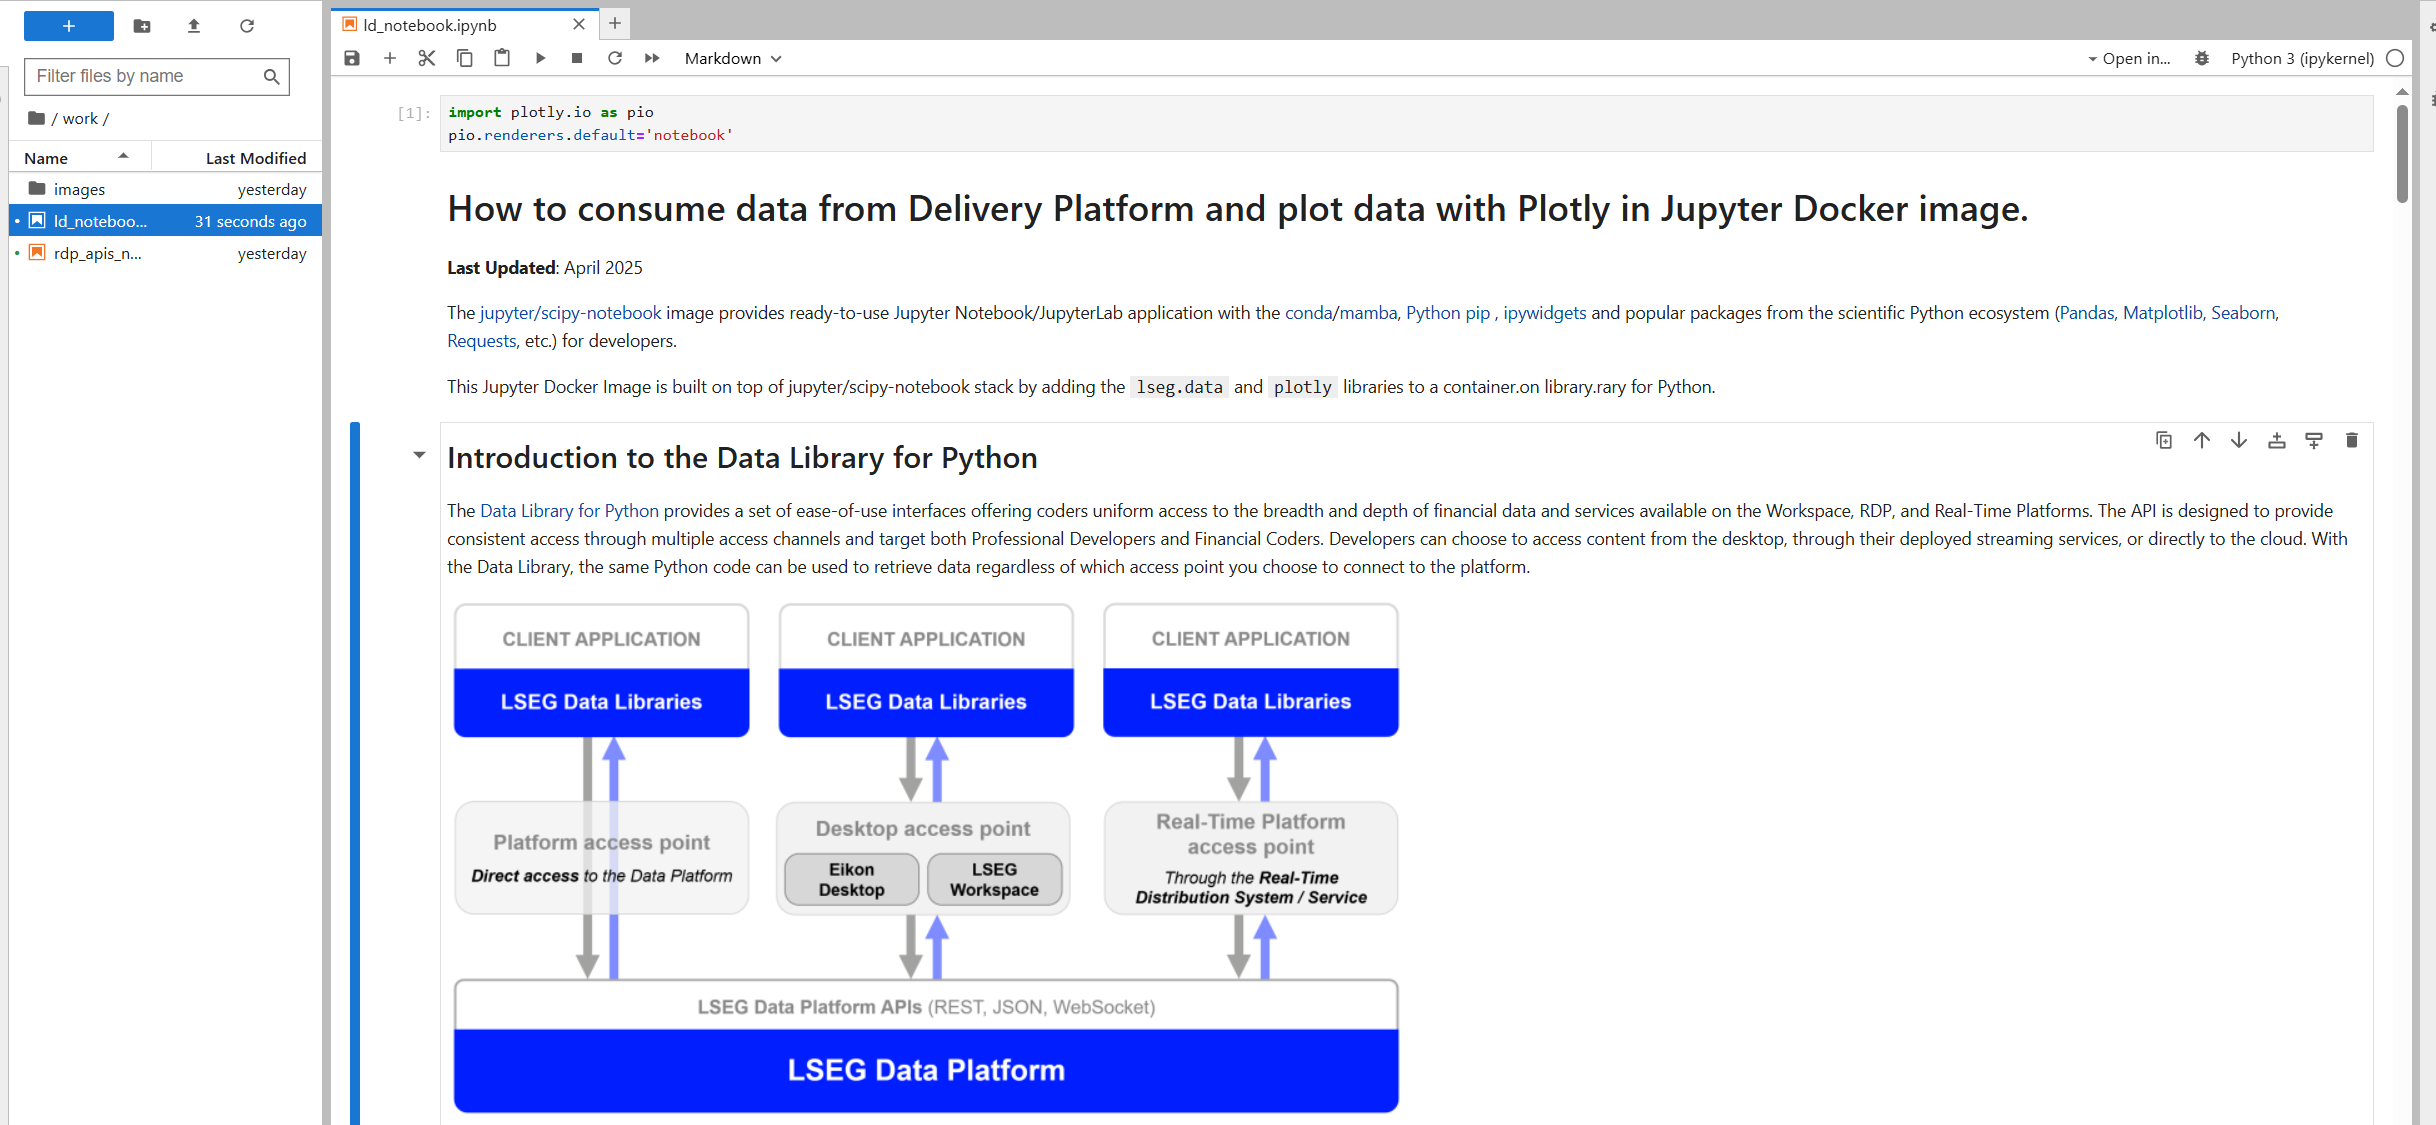 ld_notebook.ipynb
Filter files by name
Markdown
Open in...
Python 3 (ipykernel)
/ work /
Name
Last Modified
images
yesterday
ld_noteboo...
31 seconds ago
rdp_apis_n...
yesterday
[1]:
import plotly.io as pio
pio.renderers.default='notebook'
How to consume data from Delivery Platform and plot data with Plotly in Jupyter Docker image.
Last Updated: April 2025
The jupyter/scipy-notebook image provides ready-to-use Jupyter Notebook/JupyterLab application with the conda/mamba, Python pip , ipywidgets and popular packages from the scientific Python ecosystem (Pandas, Matplotlib, Seaborn,
Requests, etc.) for developers.
This Jupyter Docker Image is built on top of jupyter/scipy-notebook stack by adding the lseg.data and plotly libraries to a container.on library.rary for Python.
Introduction to the Data Library for Python
The Data Library for Python provides a set of ease-of-use interfaces offering coders uniform access to the breadth and depth of financial data and services available on the Workspace, RDP, and Real-Time Platforms. The API is designed to provide
consistent access through multiple access channels and target both Professional Developers and Financial Coders. Developers can choose to access content from the desktop, through their deployed streaming services, or directly to the cloud. With
the Data Library, the same Python code can be used to retrieve data regardless of which access point you choose to connect to the platform.
CLIENT APPLICATION
LSEG Data Libraries
CLIENT APPLICATION
LSEG Data Libraries
CLIENT APPLICATION
LSEG Data Libraries
Platform access point
Direct access to the Data Platform
Desktop access point
Eikon
Desktop
LSEG
Workspace
Real-Time Platform
access point
Through the Real-Time
Distribution System / Service
LSEG Data Platform APIs (REST, JSON, WebSocket)
LSEG Data Platform